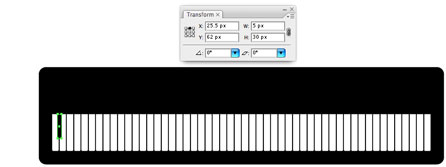 Transform ×
X: 25.5 px W: 5 px
Y: 62 px H: 30 px
0° 0°